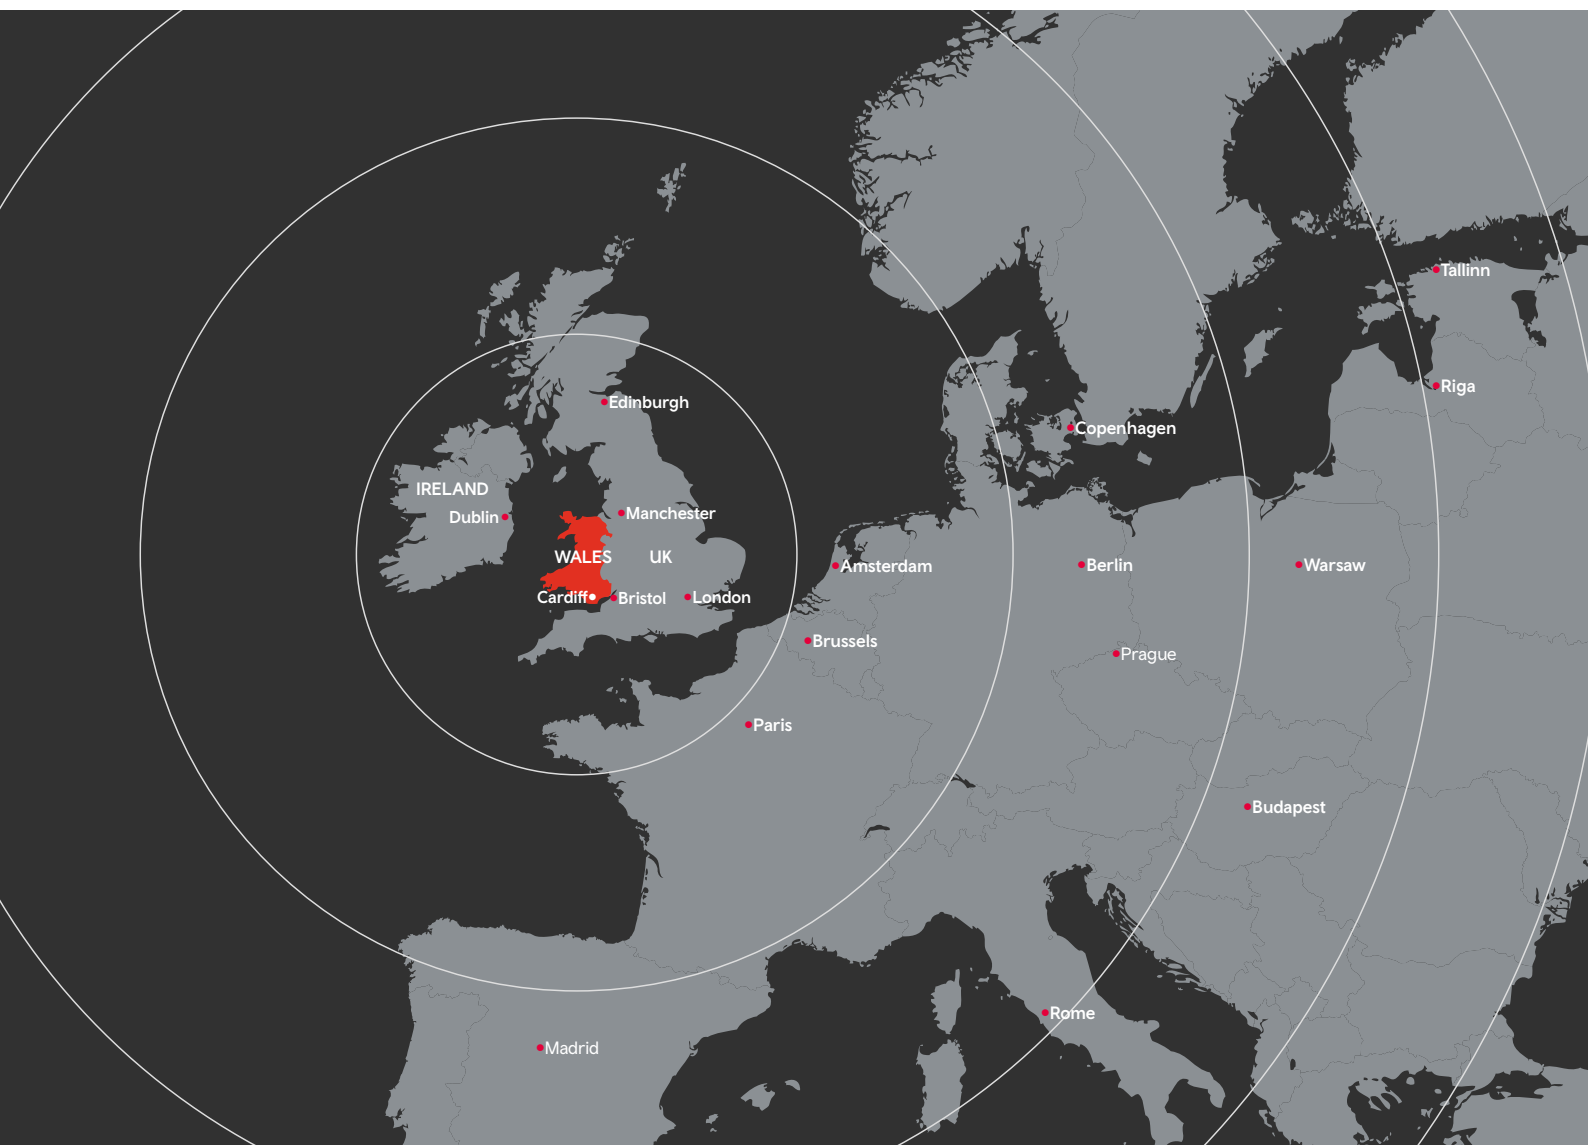 Tallinn
Riga
Edinburgh
Copenhagen
IRELAND
Dublin
Manchester
WALES
UK
Amsterdam
Berlin
Warsaw
Cardiff
Bristol
London
Brussels
Prague
Paris
Budapest
Rome
Madrid